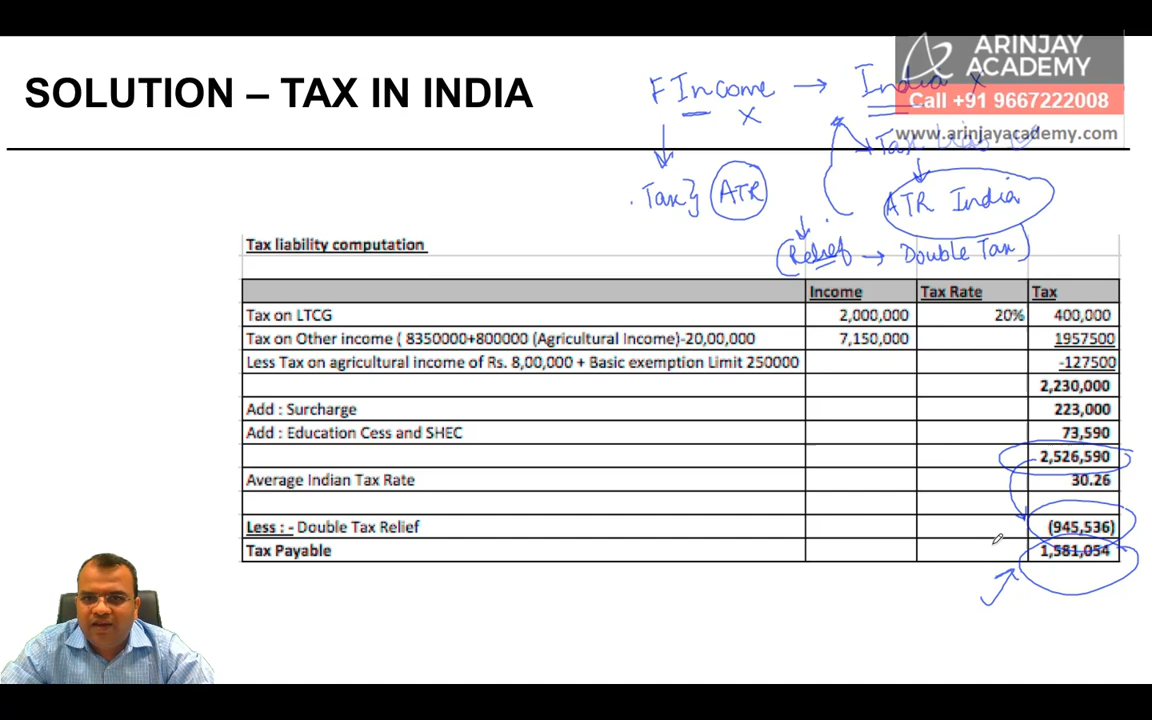 ARINJAY
ACADEMY
Call +91 9667222008
www.arinjayacademy.com
SOLUTION – TAX IN INDIA
F Income → India x
x
Tax
. Tax} ATR
ATR India
(Relief → Double Tax)
Tax liability computation
Income Tax Rate Tax
Tax on LTCG 2,000,000 20% 400,000
Tax on Other income ( 8350000+800000 (Agricultural Income)-20,00,000 7,150,000 1957500
Less Tax on agricultural income of Rs. 8,00,000 + Basic exemption Limit 250000 -127500
2,230,000
Add : Surcharge 223,000
Add : Education Cess and SHEC 73,590
2,526,590
Average Indian Tax Rate 30.26
Less : - Double Tax Relief (945,536)
Tax Payable 1,581,054